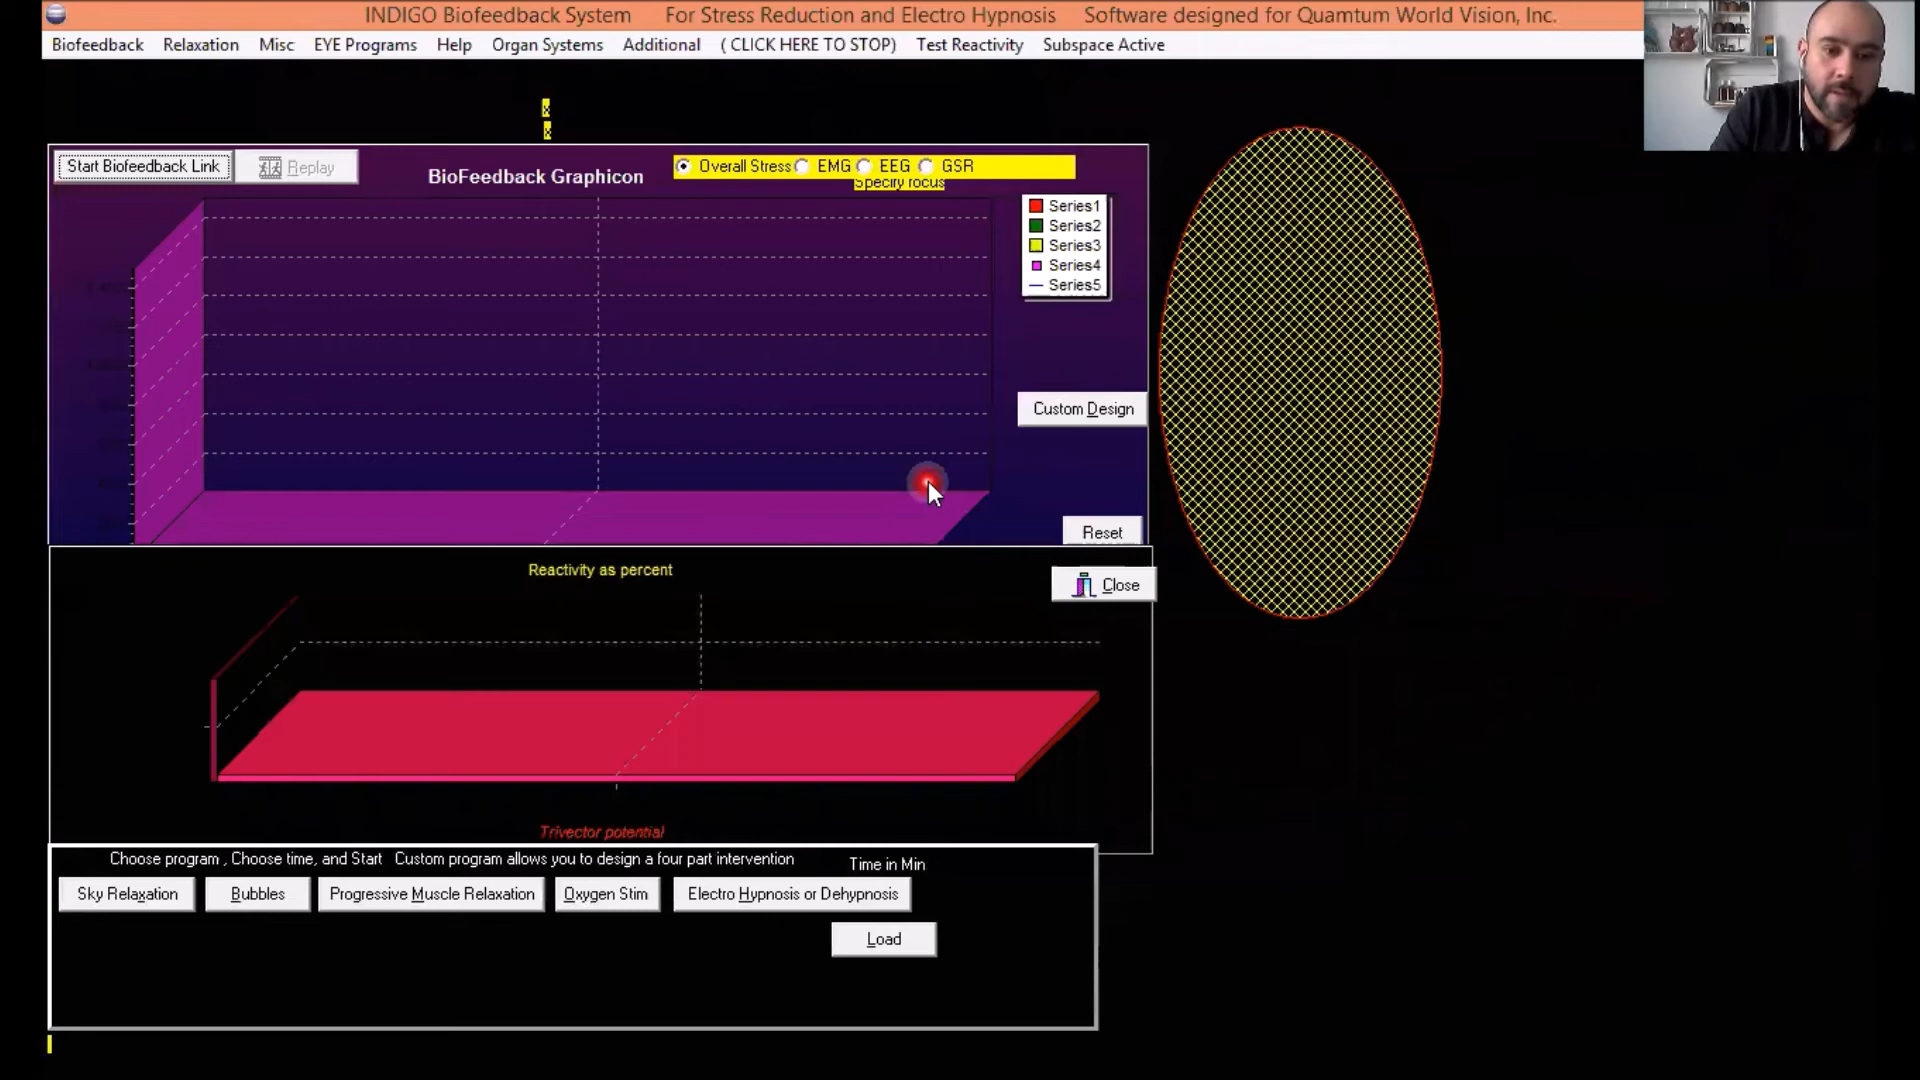 INDIGO Biofeedback System For Stress Reduction and Electro Hypnosis Software designed for Quamtum World Vision, Inc.
Biofeedback Relaxation Misc EYE Programs Help Organ Systems Additional ( CLICK HERE TO STOP) Test Reactivity Subspace Active
x
x
Start Biofeedback Link Replay BioFeedback Graphicon Overall Stress EMG EEG GSR
Specify focus
Series1
Series2
Series3
Series4
Series5
Custom Design
Reset
Reactivity as percent
Close
Trivector potential
Choose program , Choose time, and Start Custom program allows you to design a four part intervention Time in Min
Sky Relaxation Bubbles Progressive Muscle Relaxation Oxygen Stim Electro Hypnosis or Dehypnosis
Load